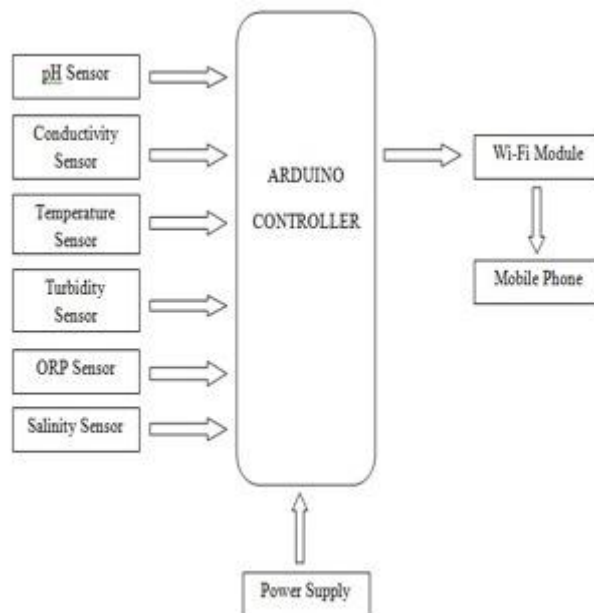 pH Sensor
Conductivity
Sensor
Temperature
Sensor
Turbidity
Sensor
ORP Sensor
Salinity Sensor
ARDUINO
CONTROLLER
Wi-Fi Module
Mobile Phone
Power Supply